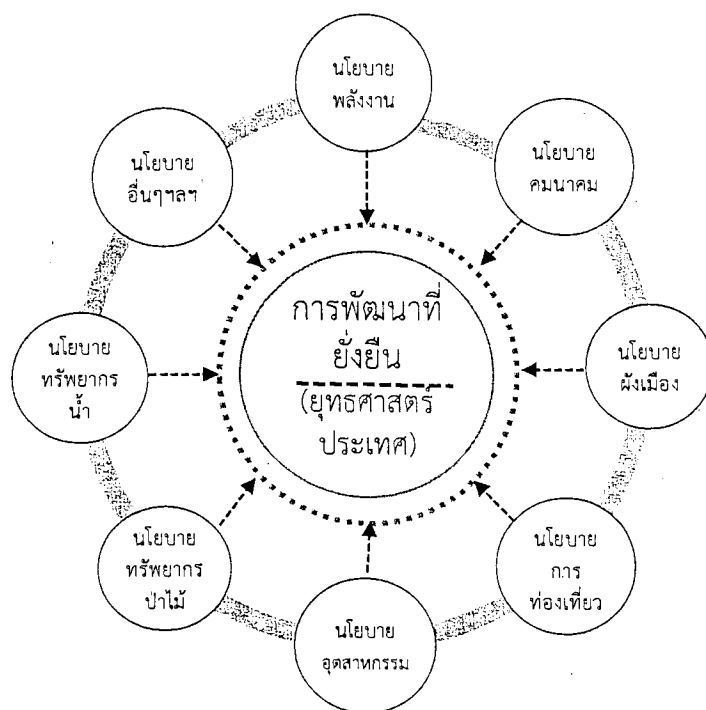 นโยบาย
พลังงาน
นโยบาย
คมนาคม
นโยบาย
ผังเมือง
นโยบาย
การ
ท่องเที่ยว
นโยบาย
อุตสาหกรรม
นโยบาย
ทรัพยากร
ป่าไม้
นโยบาย
ทรัพยากร
น้ำ
นโยบาย
อื่นๆฯลฯ
การพัฒนาที่
ยั่งยืน
(ยุทธศาสตร์
ประเทศ)